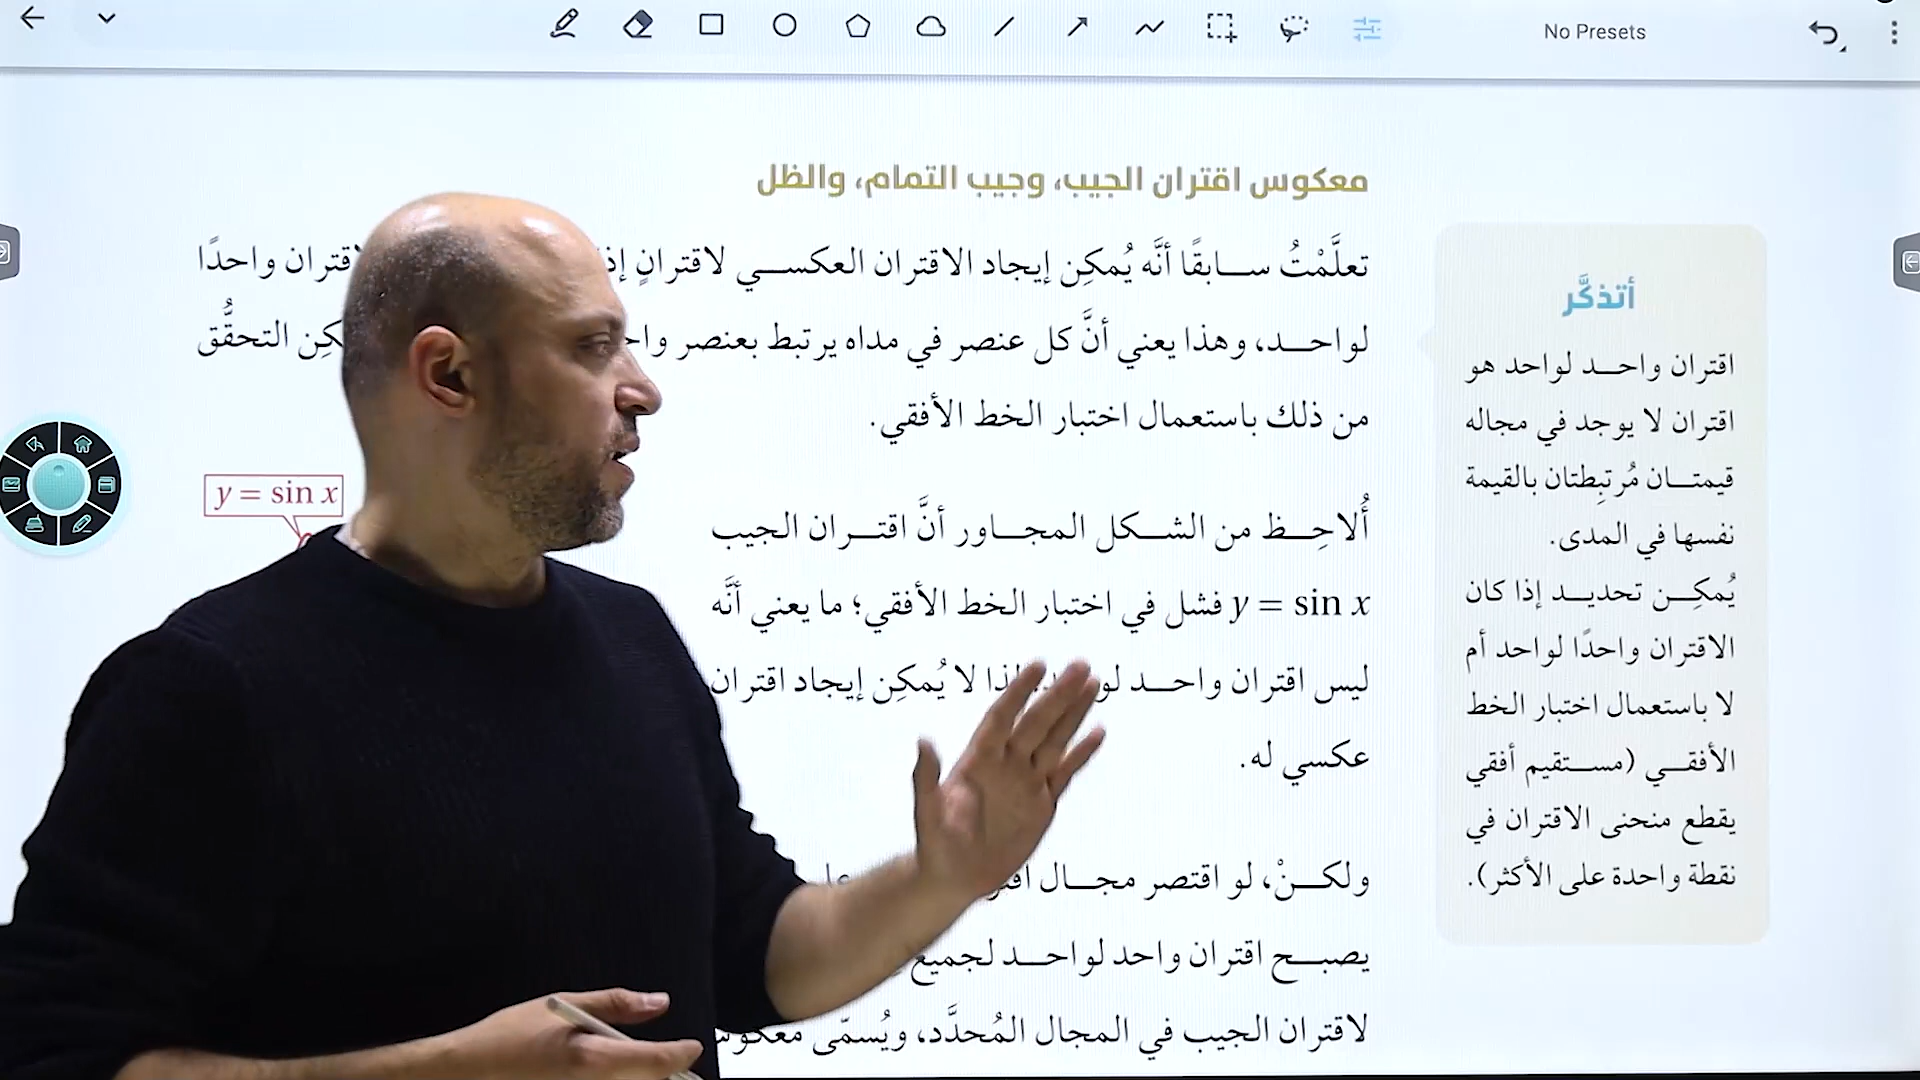 No Presets
معكوس اقتران الجيب، وجيب التمام، والظل
تعلَّمْتُ سابقًا أنَّه يُمكِن إيجاد الاقتران العكسي لاقترانٍ اقتران واحدًا
لواحد، وهذا يعني أنَّ كل عنصر في مداه يرتبط بعنصر التحقُّق
من ذلك باستعمال اختبار الخط الأفقي.
y = sin x
أُلاحِظ من الشكل المجاور أنَّ اقتران الجيب
y = sin x فشل في اختبار الخط الأفقي؛ ما يعني أنَّه
ليس اقتران واحد لا يُمكِن إيجاد اقتران
عكسي له.
ولكنْ، لو اقتصر مجال
يصبح اقتران واحد لواحد لجميع
لاقتران الجيب في المجال المُحدَّد، ويُسمّى معكوس
أتذكَّر
اقتران واحد لواحد هو
اقتران لا يوجد في مجاله
قيمتان مُرتبِطتان بالقيمة
نفسها في المدى.
يُمكِن تحديد إذا كان
الاقتران واحدًا لواحد أم
لا باستعمال اختبار الخط
الأفقي (مستقيم أفقي
يقطع منحنى الاقتران في
نقطة واحدة على الأكثر).